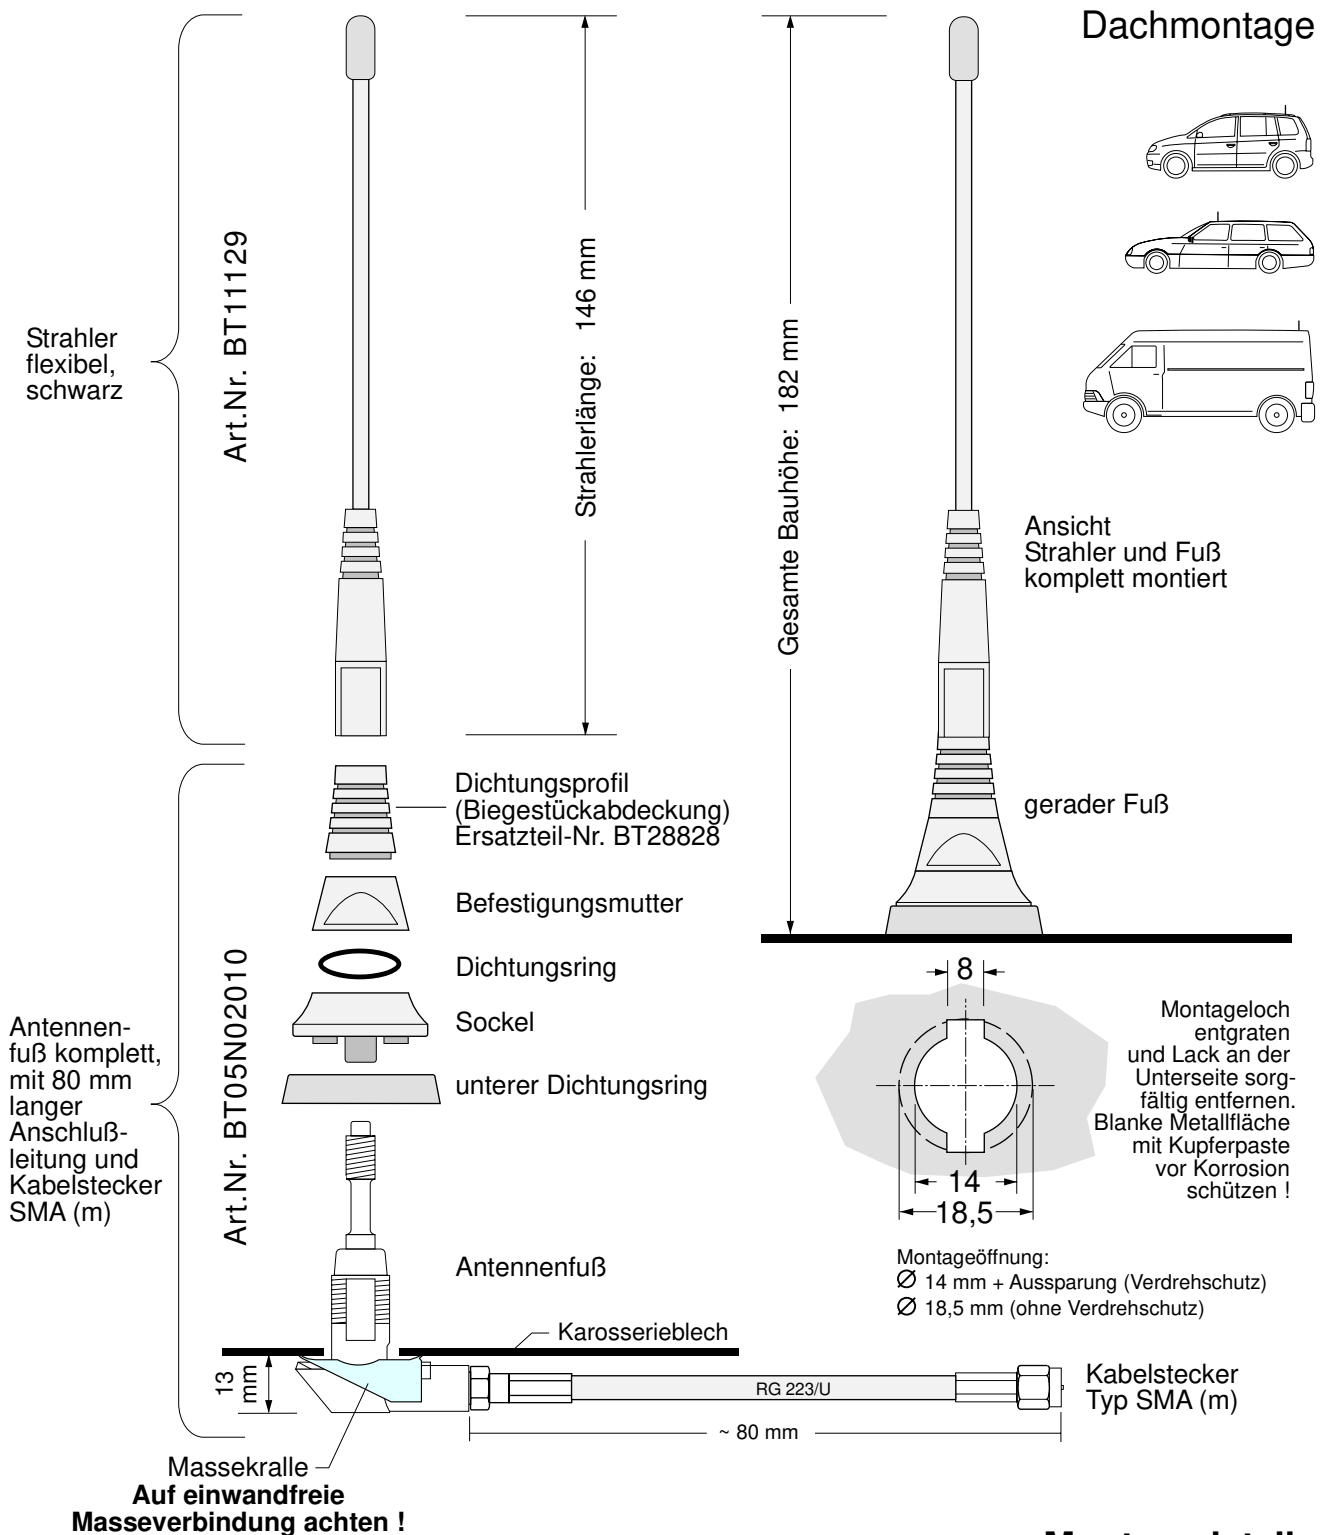 Dachmontage
Strahler
flexibel,
schwarz
Art.Nr. BT11129
Strahlerlänge: 146 mm
Gesamte Bauhöhe: 182 mm
Ansicht
Strahler und Fuß
komplett montiert
gerader Fuß
Dichtungsprofil
(Biegestückabdeckung)
Ersatzteil-Nr. BT28828
Befestigungsmutter
Dichtungsring
Sockel
unterer Dichtungsring
Antennenfuß
Antennen-
fuß komplett,
mit 80 mm
langer
Anschluß-
leitung und
Kabelstecker
SMA (m)
Art.Nr. BT05N02010
8
14
18,5
Montageloch
entgraten
und Lack an der
Unterseite sorg-
fältig entfernen.
Blanke Metallfläche
mit Kupferpaste
vor Korrosion
schützen !
Montageöffnung:
Ø 14 mm + Aussparung (Verdrehschutz)
Ø 18,5 mm (ohne Verdrehschutz)
Karosserieblech
13
mm
RG 223/U
Kabelstecker
Typ SMA (m)
~ 80 mm
Massekralle
Auf einwandfreie
Masseverbindung achten !